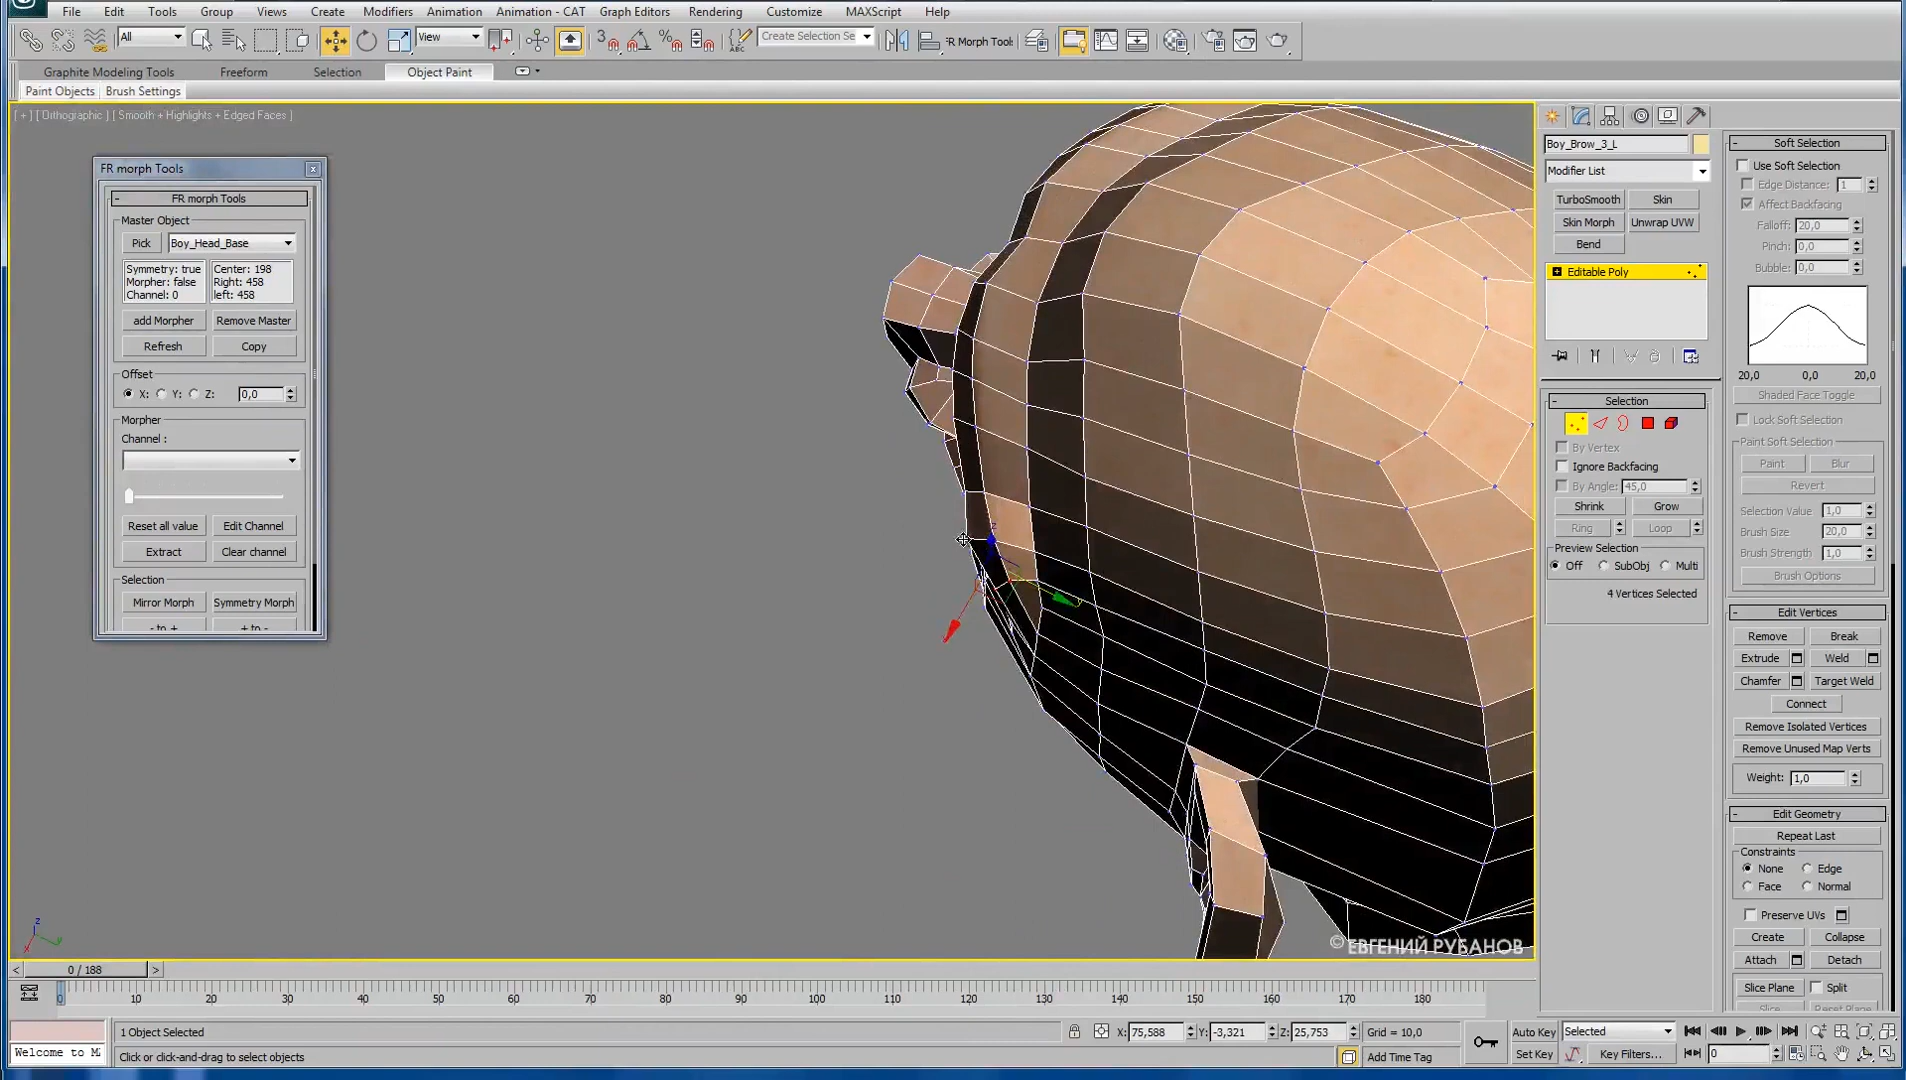 File Edit Tools Group Views Create Modifiers Animation Animation - CAT Graph Editors Rendering Customize MAXScript Help
All View Create Selection Se
Graphite Modeling Tools Freeform Selection Object Paint
Paint Objects Brush Settings
[ + ] [ Orthographic ] [ Smooth + Highlights + Edged Faces ]
FR morph Tools
FR morph Tools
Master Object
Pick Boy_Head_Base
Symmetry: true
Morpher: false
Channel: 0
Center: 198
Right: 458
left: 458
add Morpher Remove Master
Refresh Copy
Offset
X: Y: Z: 0,0
Morpher
Channel :
Reset all value Edit Channel
Extract Clear channel
Selection
Mirror Morph Symmetry Morph
- to + + to -
z
© ЕВГЕНИЙ РУБАНОВ
Boy_Brow_3_L
Modifier List
TurboSmooth Skin
Skin Morph Unwrap UVW
Bend
Editable Poly
Selection
By Vertex
Ignore Backfacing
By Angle: 45,0
Shrink Grow
Ring Loop
Preview Selection
Off SubObj Multi
4 Vertices Selected
Soft Selection
Use Soft Selection
Edge Distance: 1
Affect Backfacing
Falloff: 20,0
Pinch: 0,0
Bubble: 0,0
20,0 0,0 20,0
Shaded Face Toggle
Lock Soft Selection
Paint Soft Selection
Paint Blur
Revert
Selection Value 1,0
Brush Size 20,0
Brush Strength 1,0
Brush Options
Edit Vertices
Remove Break
Extrude Weld
Chamfer Target Weld
Connect
Remove Isolated Vertices
Remove Unused Map Verts
Weight: 1,0
Edit Geometry
Repeat Last
Constraints
None Edge
Face Normal
Preserve UVs
Create Collapse
Attach Detach
Slice Plane Split
Slice Reset Plane
< 0 / 188 >
0 10 20 30 40 50 60 70 80 90 100 110 120 130 140 150 160 170 180
1 Object Selected X: 75,588 Y: -3,321 Z: 25,753 Grid = 10,0 Auto Key Selected
Welcome to M Click or click-and-drag to select objects Add Time Tag Set Key Key Filters... 0